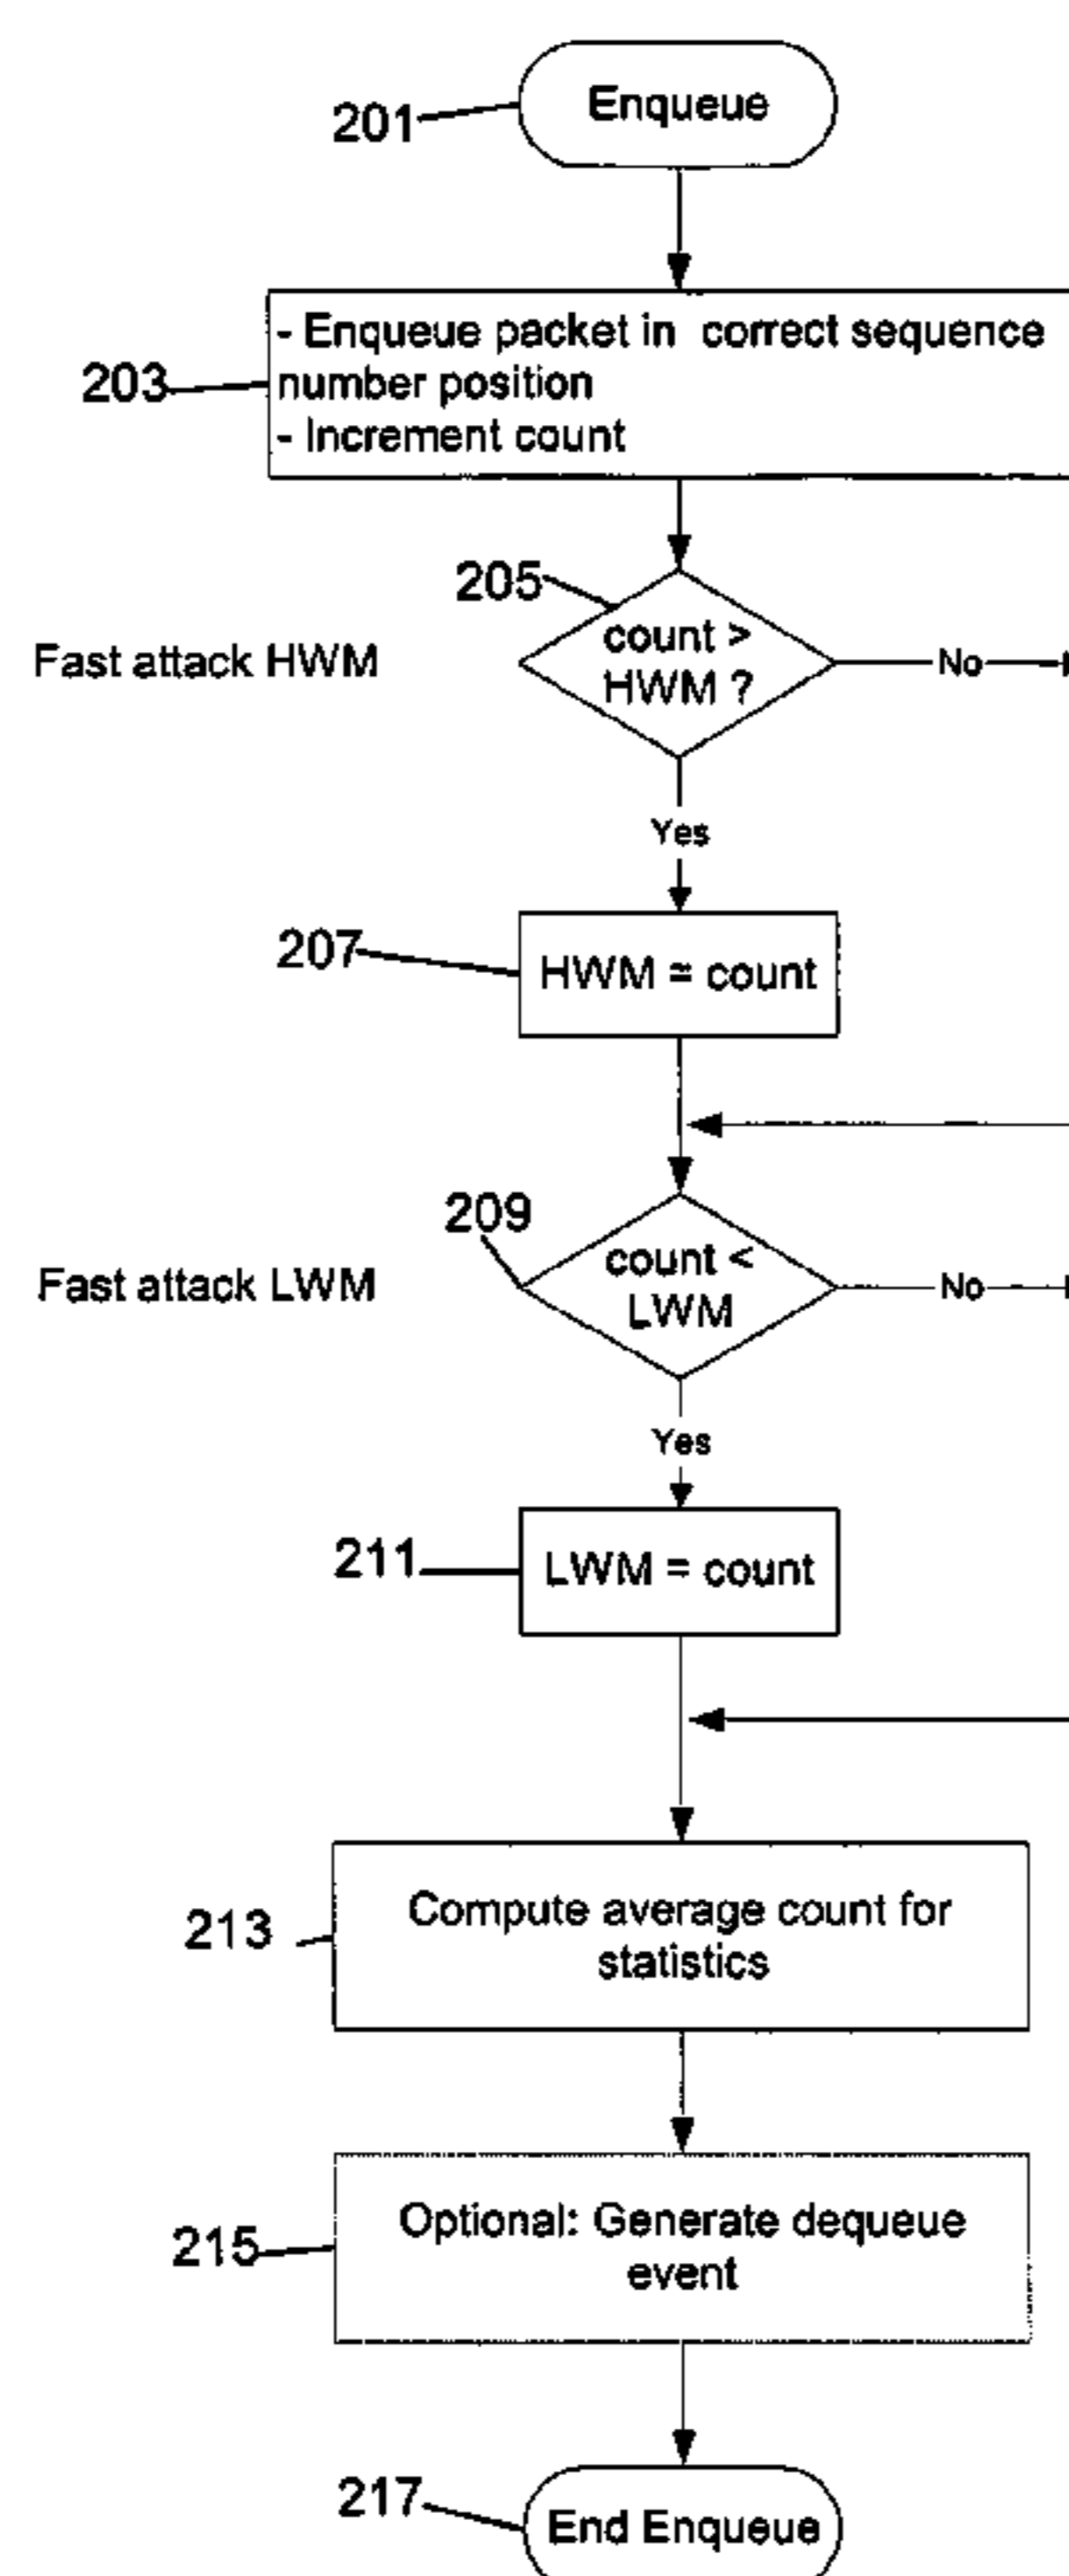 201
Enqueue
203
- Enqueue packet in correct sequence
number position
- Increment count
205
Fast attack HWM
count >
HWM ?
No
Yes
207
HWM = count
209
Fast attack LWM
count <
LWM
No
Yes
211
LWM = count
213
Compute average count for
statistics
215
Optional: Generate dequeue
event
217
End Enqueue